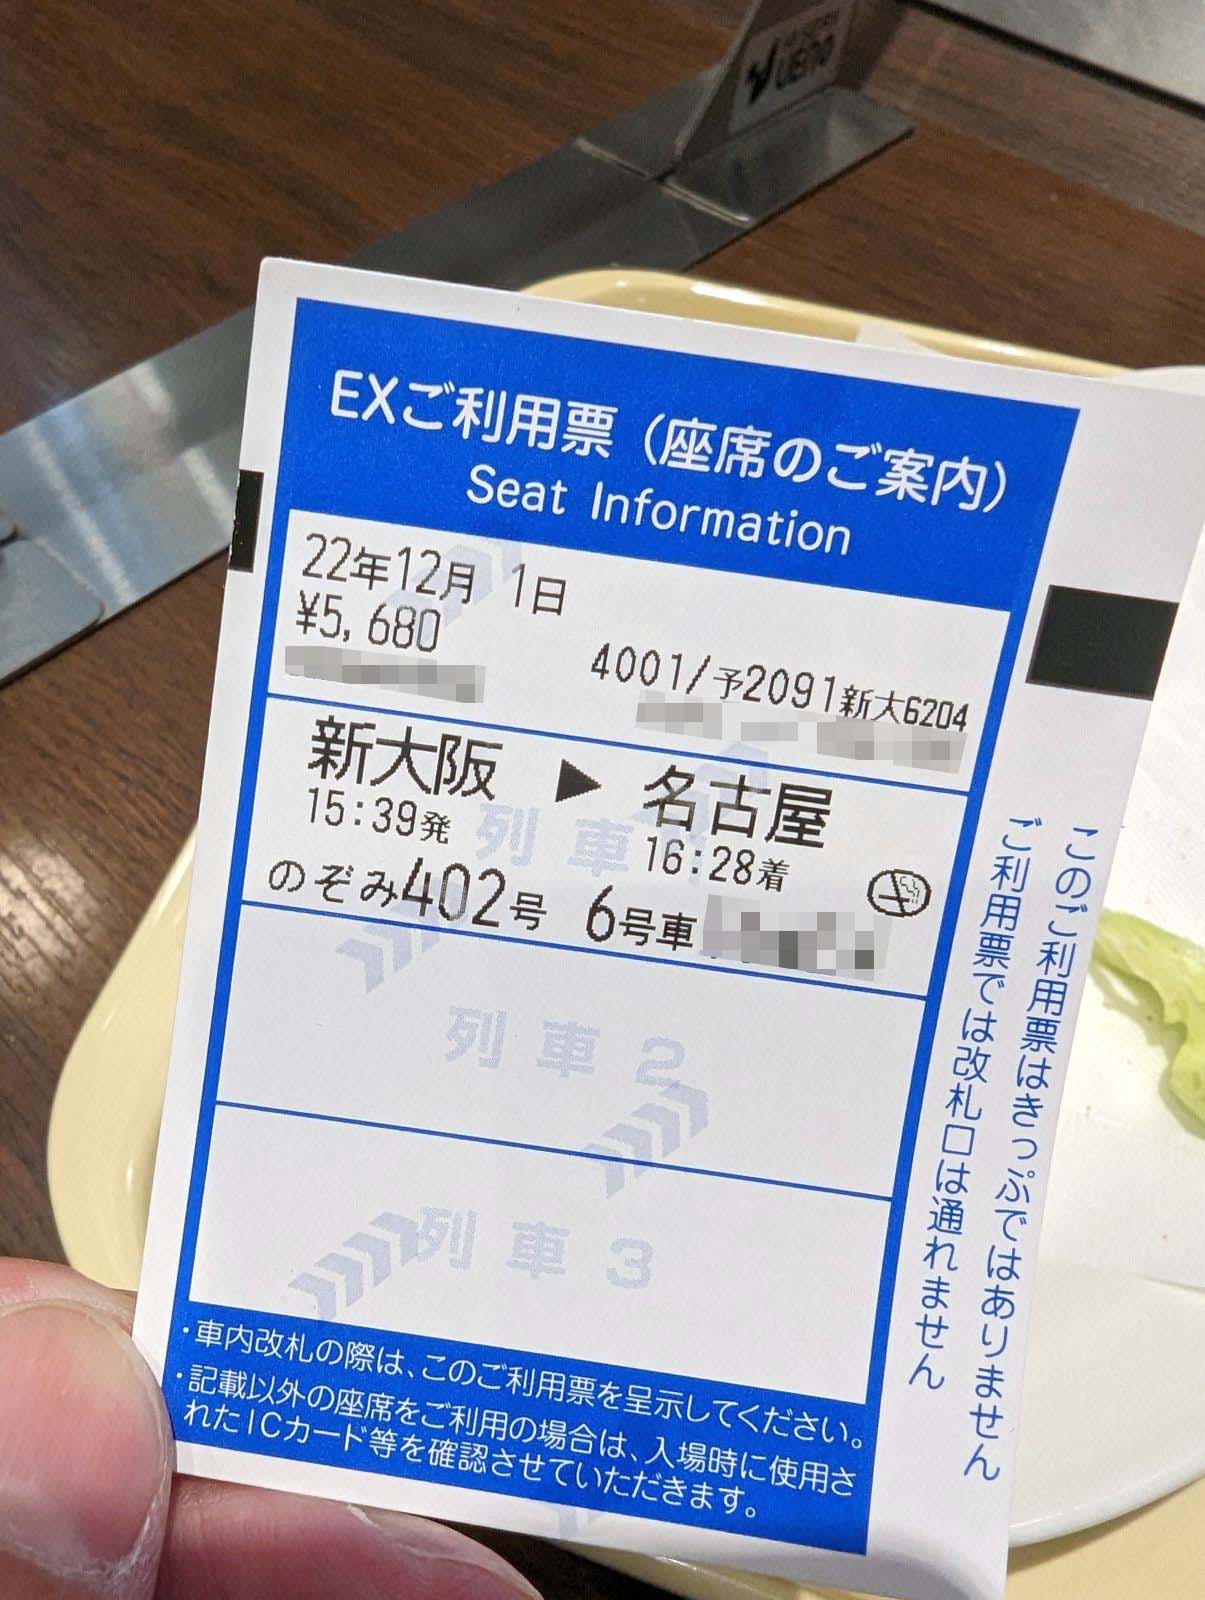 UENO
EXご利用票（座席のご案内）
Seat Information
22年12月 1日
¥5,680
4001/予2091新大6204
新大阪 ▶ 名古屋
15:39発 16:28着
列車1
のぞみ402号 6号車
列車2
列車3
・車内改札の際は、このご利用票を呈示してください。
・記載以外の座席をご利用の場合は、入場時に使用さ
れたICカード等を確認させていただきます。
このご利用票はきっぷではありません
ご利用票では改札口は通れません